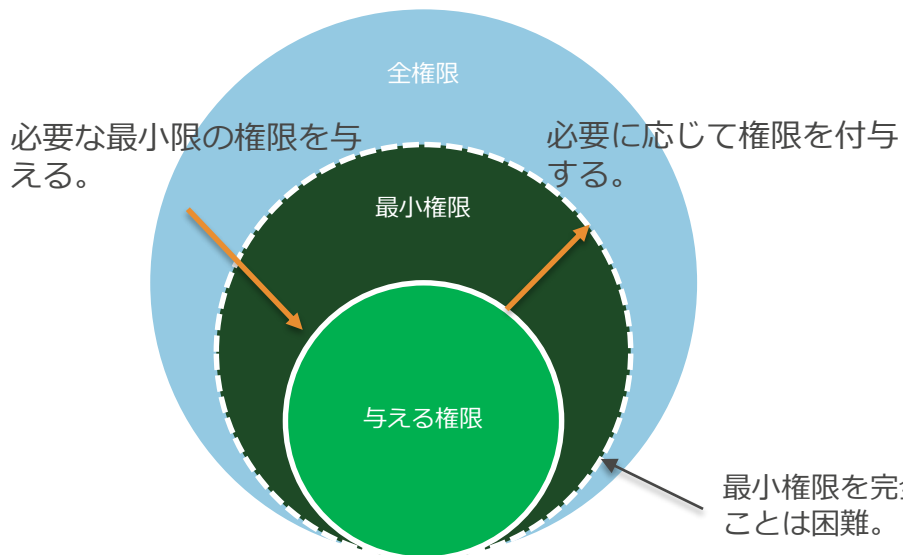 全権限
必要な最小限の権限を与
える。
必要に応じて権限を付与
する。
最小権限
与える権限
最小権限を完
ことは困難。